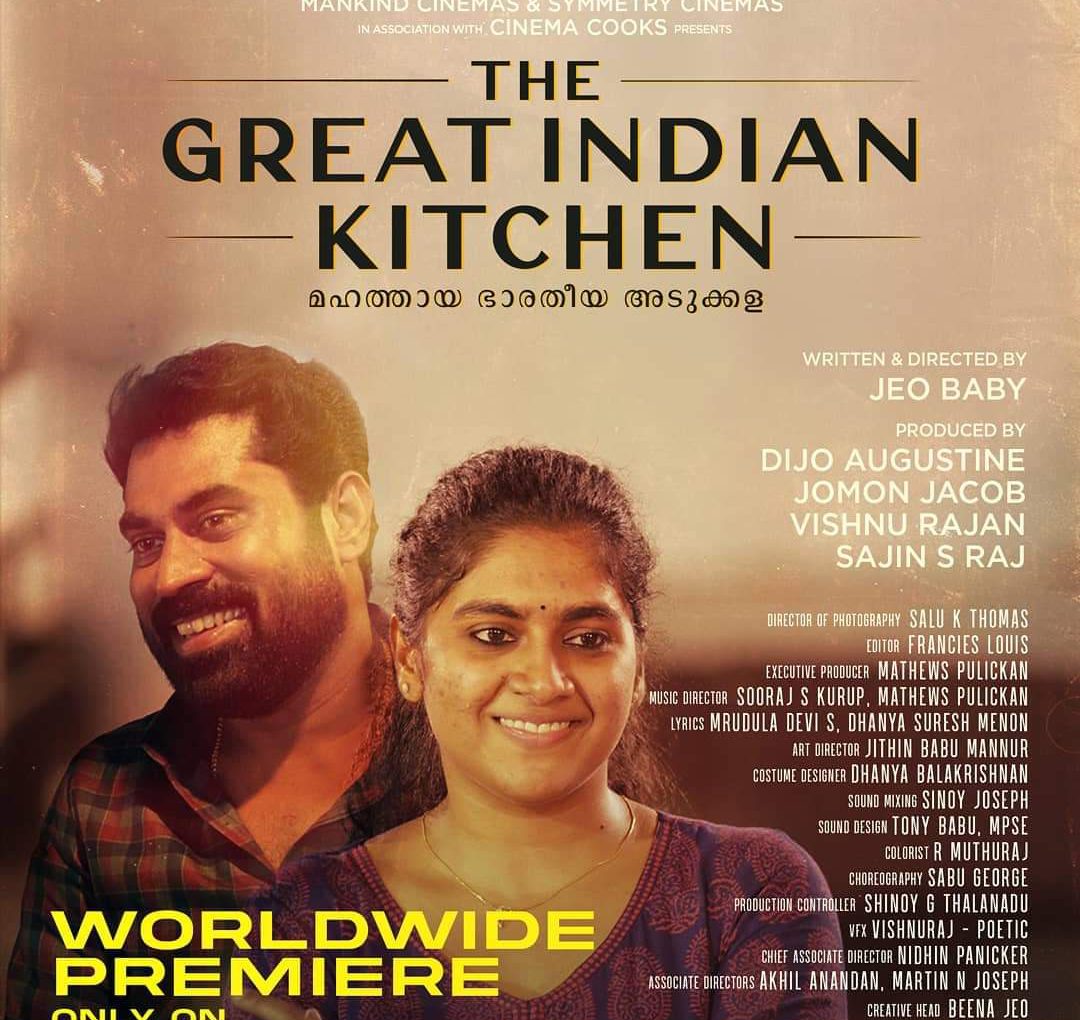 MANKIND CINEMAS & SYMMETRY CINEMAS
IN ASSOCIATION WITH CINEMA COOKS PRESENTS
THE
GREAT INDIAN
KITCHEN
മഹത്തായ ഭാരതീയ അടുക്കള
WRITTEN & DIRECTED BY
JEO BABY
PRODUCED BY
DIJO AUGUSTINE
JOMON JACOB
VISHNU RAJAN
SAJIN S RAJ
DIRECTOR OF PHOTOGRAPHY SALU K THOMAS
EDITOR FRANCIES LOUIS
EXECUTIVE PRODUCER MATHEWS PULICKAN
MUSIC DIRECTOR SOORAJ S KURUP, MATHEWS PULICKAN
LYRICS MRUDULA DEVI S, DHANYA SURESH MENON
ART DIRECTOR JITHIN BABU MANNUR
COSTUME DESIGNER DHANYA BALAKRISHNAN
SOUND MIXING SINOY JOSEPH
SOUND DESIGN TONY BABU, MPSE
COLORIST R MUTHURAJ
CHOREOGRAPHY SABU GEORGE
PRODUCTION CONTROLLER SHINOY G THALANADU
VFX VISHNURAJ - POETIC
CHIEF ASSOCIATE DIRECTOR NIDHIN PANICKER
ASSOCIATE DIRECTORS AKHIL ANANDAN, MARTIN N JOSEPH
CREATIVE HEAD BEENA JEO
WORLDWIDE
PREMIERE
ONLY ON